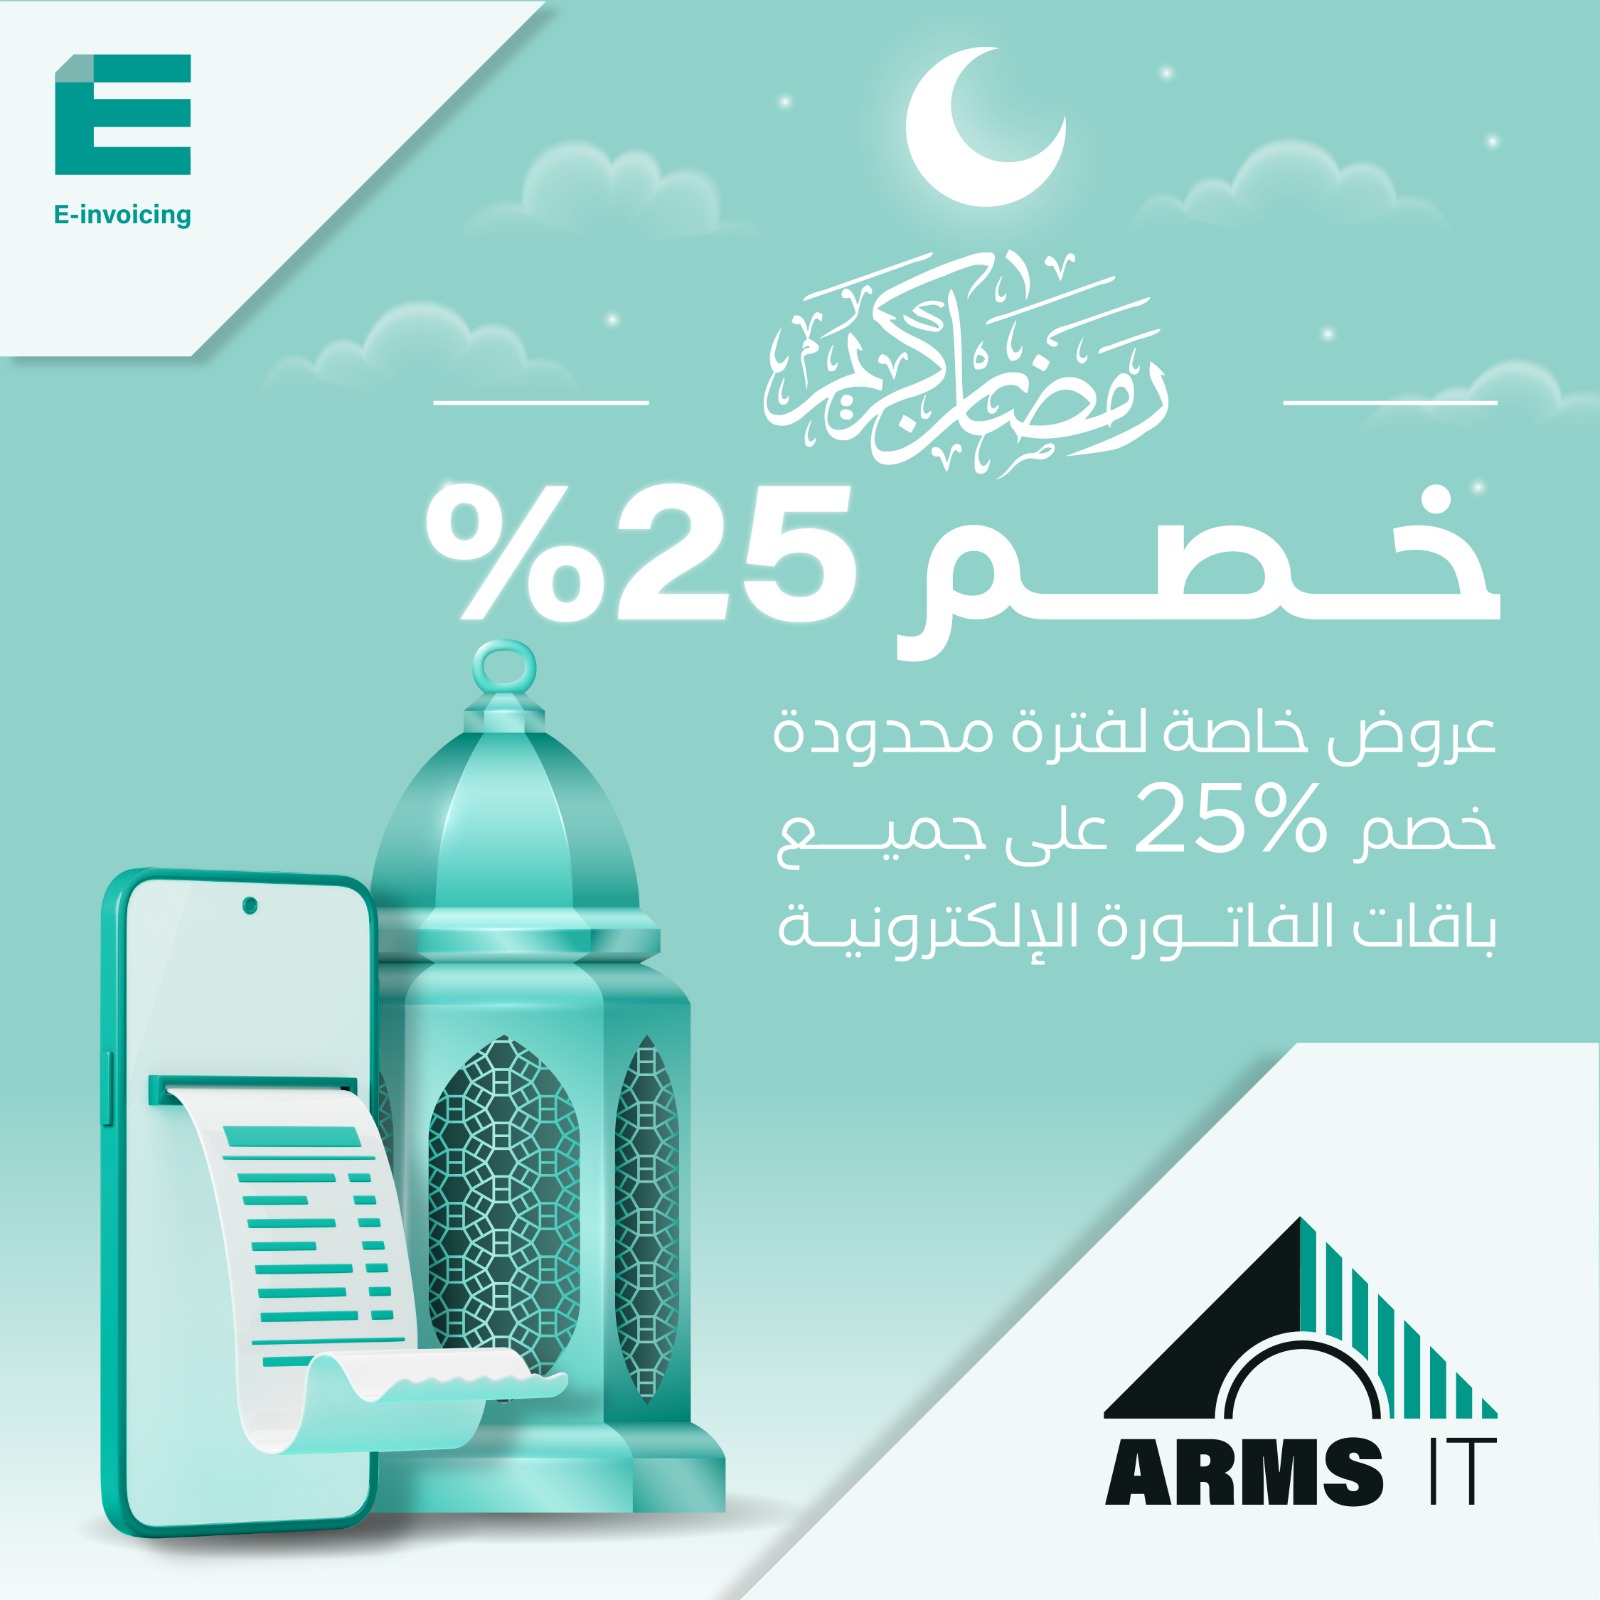 E-invoicing
رمضان كريم
خصم 25%
عروض خاصة لفترة محدودة
خصم 25% على جميع
باقات الفاتورة الإلكترونية
ARMS IT